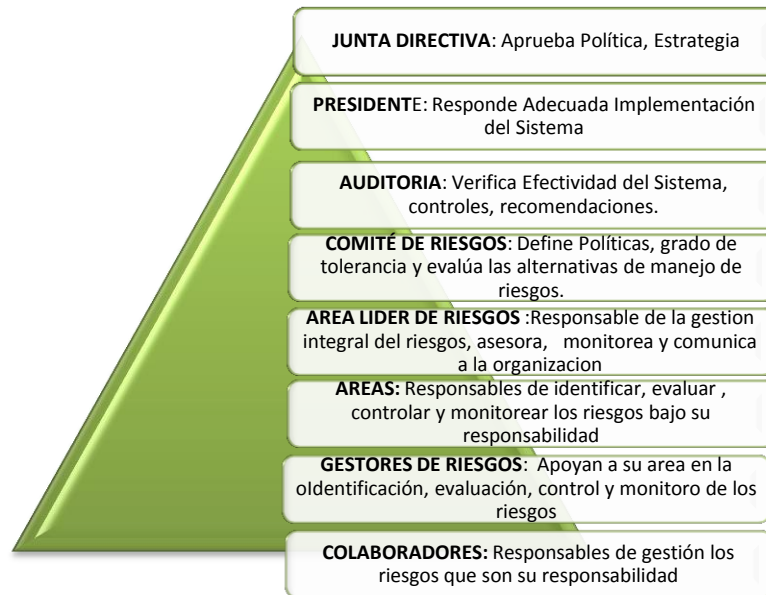 JUNTA DIRECTIVA: Aprueba Política, Estrategia
PRESIDENTE: Responde Adecuada Implementación
del Sistema
AUDITORIA: Verifica Efectividad del Sistema,
controles, recomendaciones.
COMITÉ DE RIESGOS: Define Políticas, grado de
tolerancia y evalúa las alternativas de manejo de
riesgos.
AREA LIDER DE RIESGOS :Responsable de la gestion
integral del riesgos, asesora, monitorea y comunica
a la organizacion
AREAS: Responsables de identificar, evaluar ,
controlar y monitorear los riesgos bajo su
responsabilidad
GESTORES DE RIESGOS: Apoyan a su area en la
oIdentificación, evaluación, control y monitoro de los
riesgos
COLABORADORES: Responsables de gestión los
riesgos que son su responsabilidad